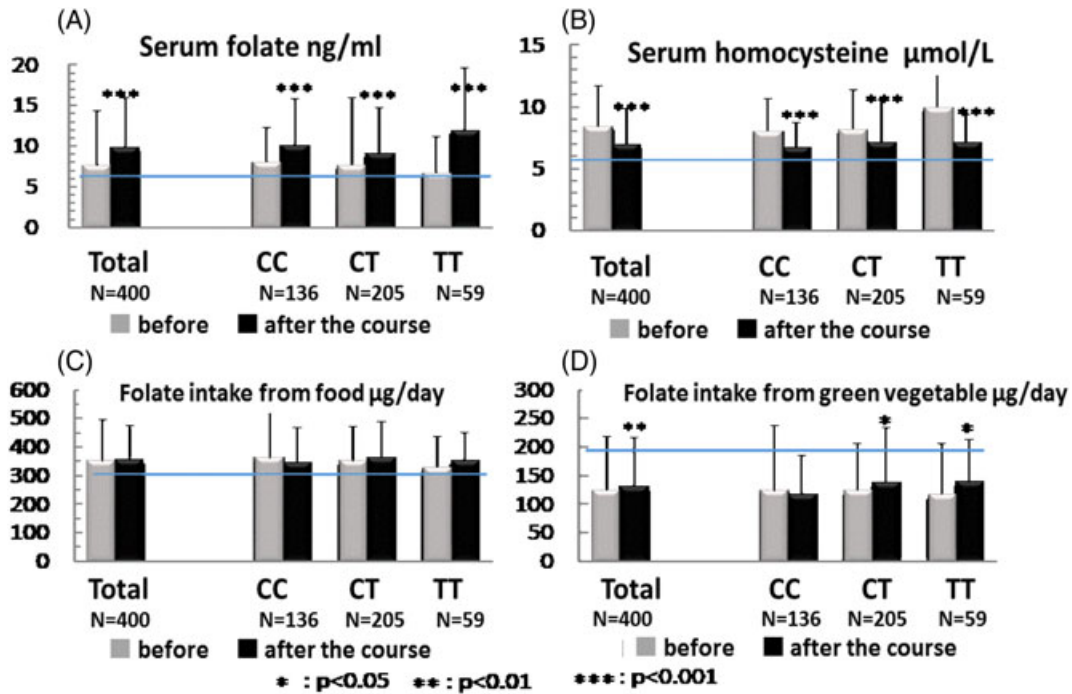 (A)
Serum folate ng/ml
20
15
10
5
0
*** *** *** ***
Total CC CT TT
N=400 N=136 N=205 N=59
before after the course
(B)
Serum homocysteine µmol/L
15
10
5
0
*** *** *** ***
Total CC CT TT
N=400 N=136 N=205 N=59
before after the course
(C)
Folate intake from food µg/day
600
500
400
300
200
100
0
Total CC CT TT
N=400 N=136 N=205 N=59
before after the course
(D)
Folate intake from green vegetable µg/day
300
250
200
150
100
50
0
** * *
Total CC CT TT
N=400 N=136 N=205 N=59
before after the course
* : p<0.05 ** : p<0.01 *** : p<0.001